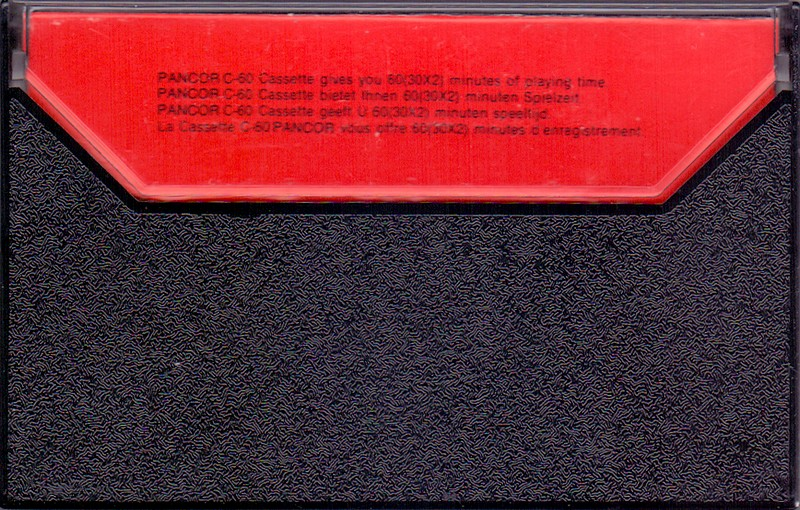 PANCOR C-60 Cassette gives you 60(30X2) minutes of playing time.
PANCOR C-60 Cassette bietet Ihnen 60(30X2) minuten Spielzeit.
PANCOR C-60 Cassette geeft U 60(30X2) minuten speeltijd.
La Cassette C-60 PANCOR vous offre 60(30X2) minutes d'enregistrement.